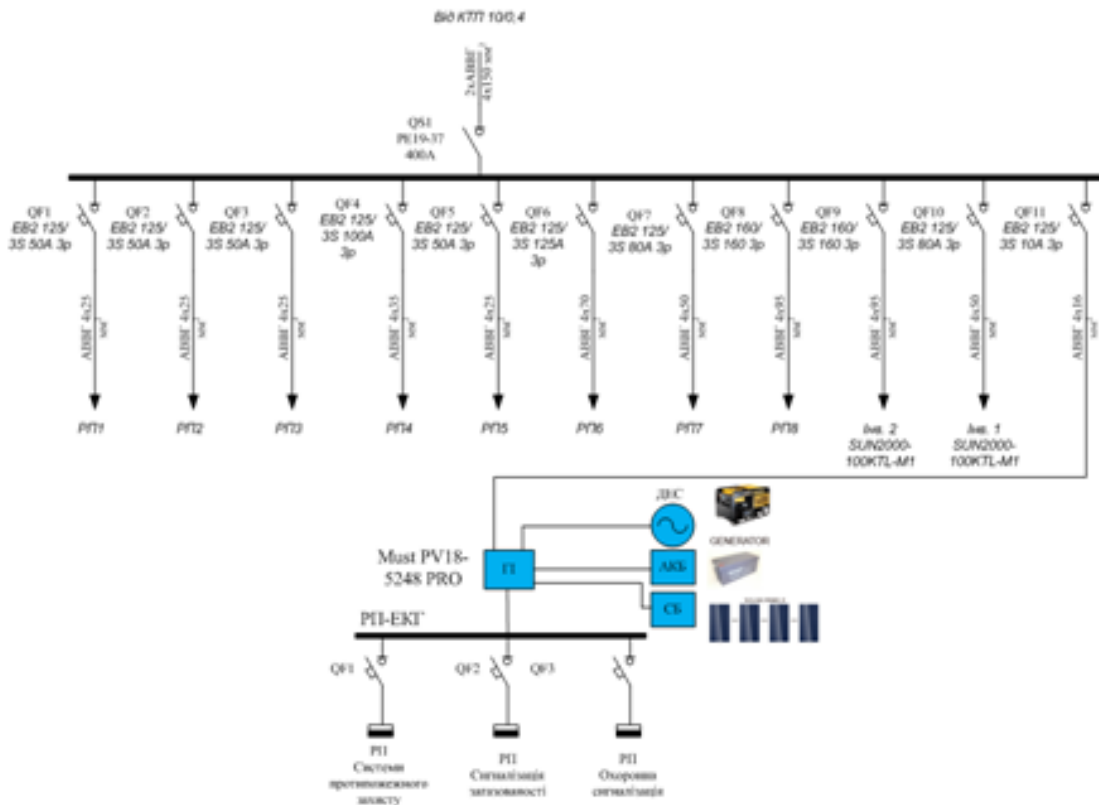 Від КТП 10/0,4
2хАВВГ
4х150 мм²
QS1
РЕ19-37
400А
QF1
EB2 125/
3S 50A 3p
QF2
EB2 125/
3S 50A 3p
QF3
EB2 125/
3S 50A 3p
QF4
EB2 125/
3S 100A
3p
QF5
EB2 125/
3S 50A 3p
QF6
EB2 125/
3S 125A
3p
QF7
EB2 125/
3S 80A 3p
QF8
EB2 160/
3S 160 3p
QF9
EB2 160/
3S 160 3p
QF10
EB2 125/
3S 80A 3p
QF11
EB2 125/
3S 10A 3p
АВВГ 4х25
мм²
АВВГ 4х25
мм²
АВВГ 4х25
мм²
АВВГ 4х35
мм²
АВВГ 4х25
мм²
АВВГ 4х70
мм²
АВВГ 4х50
мм²
АВВГ 4х95
мм²
АВВГ 4х95
мм²
АВВГ 4х50
мм²
АВВГ 4х16
мм²
РП1
РП2
РП3
РП4
РП5
РП6
РП7
РП8
Інв. 2
SUN2000-
100KTL-M1
Інв. 1
SUN2000-
100KTL-M1
GENERATOR
Must PV18-
5248 PRO
АКБ
СБ
РП-ЕКГ
QF1
QF2
QF3
РП
Системи
протипожежного
захисту
РП
Сигналізація
загазованості
РП
Охоронна
сигналізація